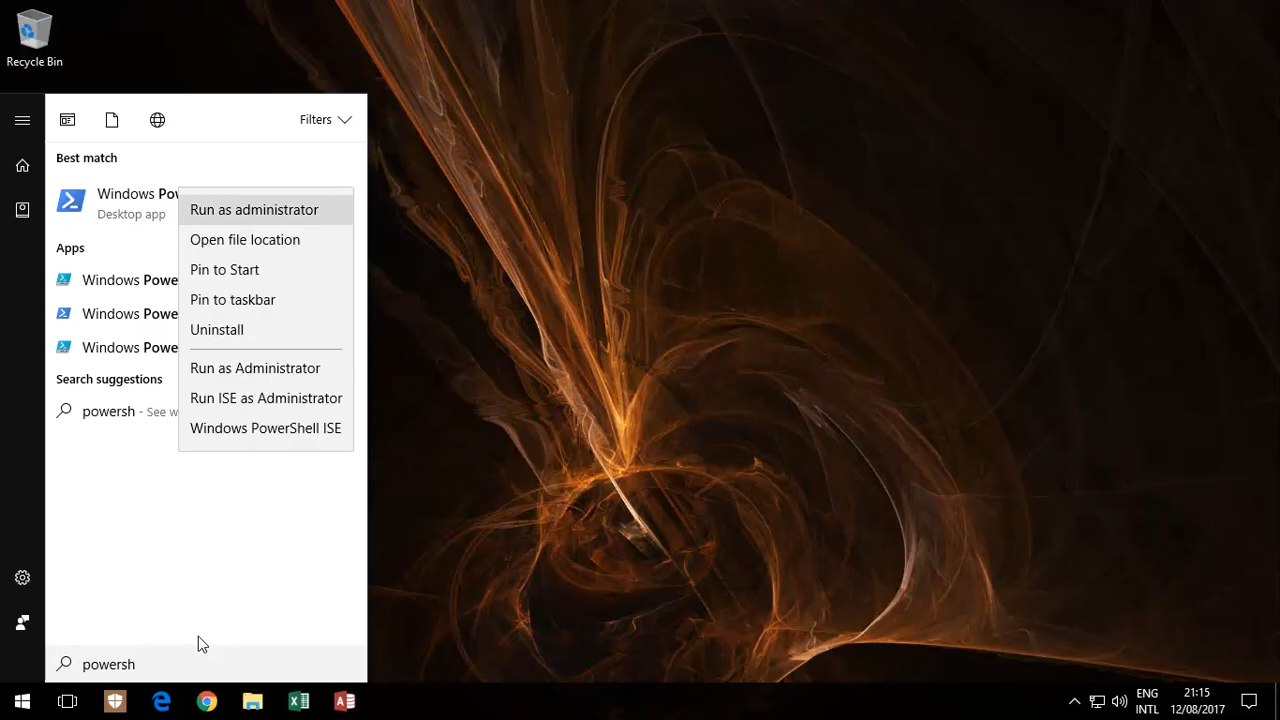 Recycle Bin
Filters
Best match
Windows Pow
Desktop app
Run as administrator
Open file location
Pin to Start
Pin to taskbar
Uninstall
Run as Administrator
Run ISE as Administrator
Windows PowerShell ISE
Apps
Windows Powe
Windows Powe
Windows Powe
Search suggestions
powersh - See w
powersh
ENG
INTL
21:15
12/08/2017